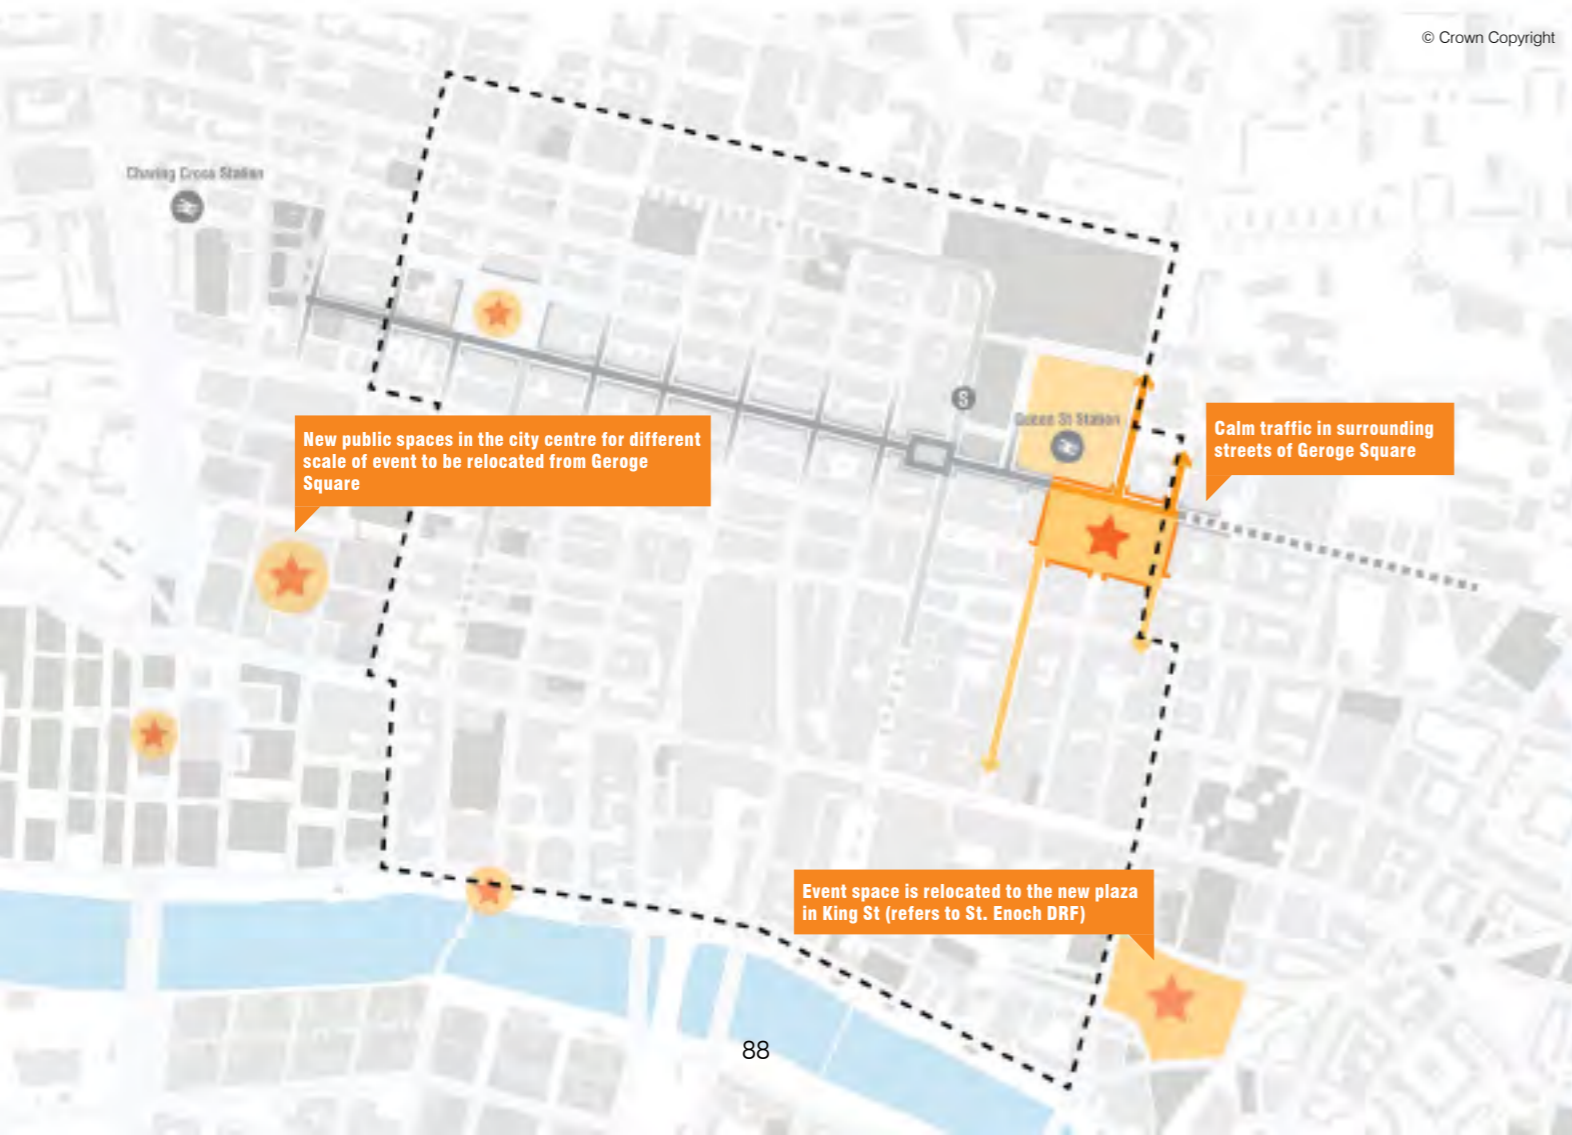 © Crown Copyright
Charing Cross Station
New public spaces in the city centre for different
scale of event to be relocated from Geroge
Square
S
Queen St Station
Calm traffic in surrounding
streets of Geroge Square
Event space is relocated to the new plaza
in King St (refers to St. Enoch DRF)
88